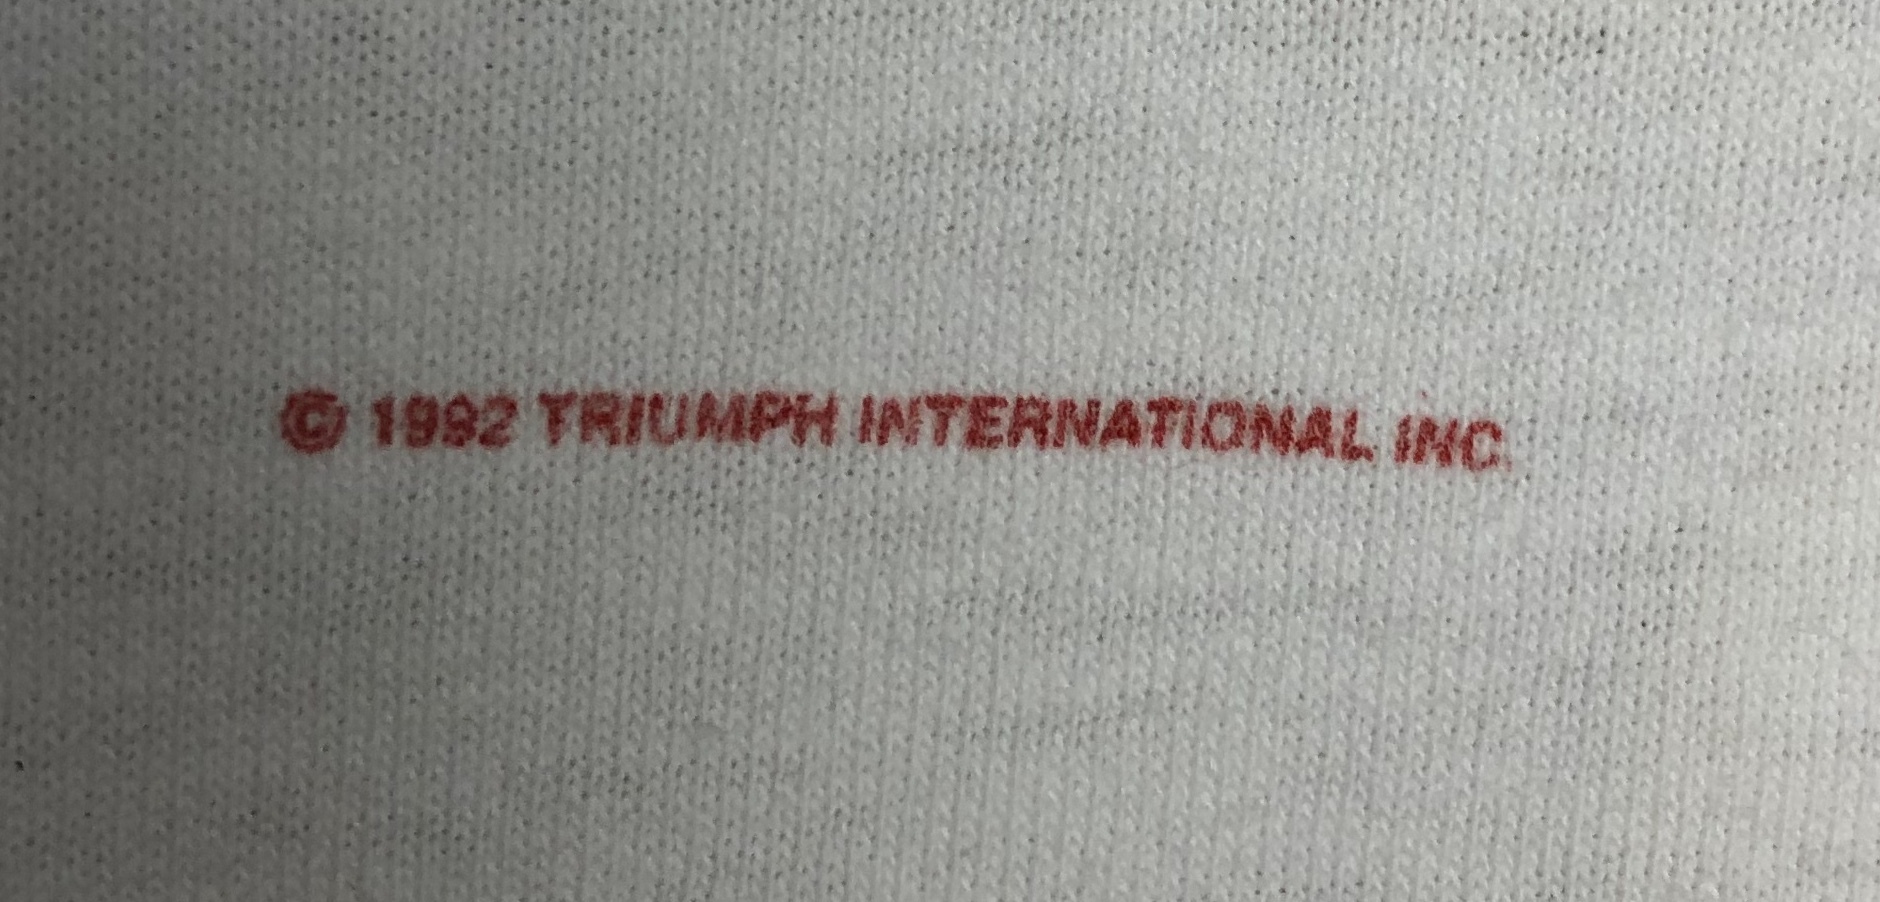 © 1992 TRIUMPH INTERNATIONAL INC.